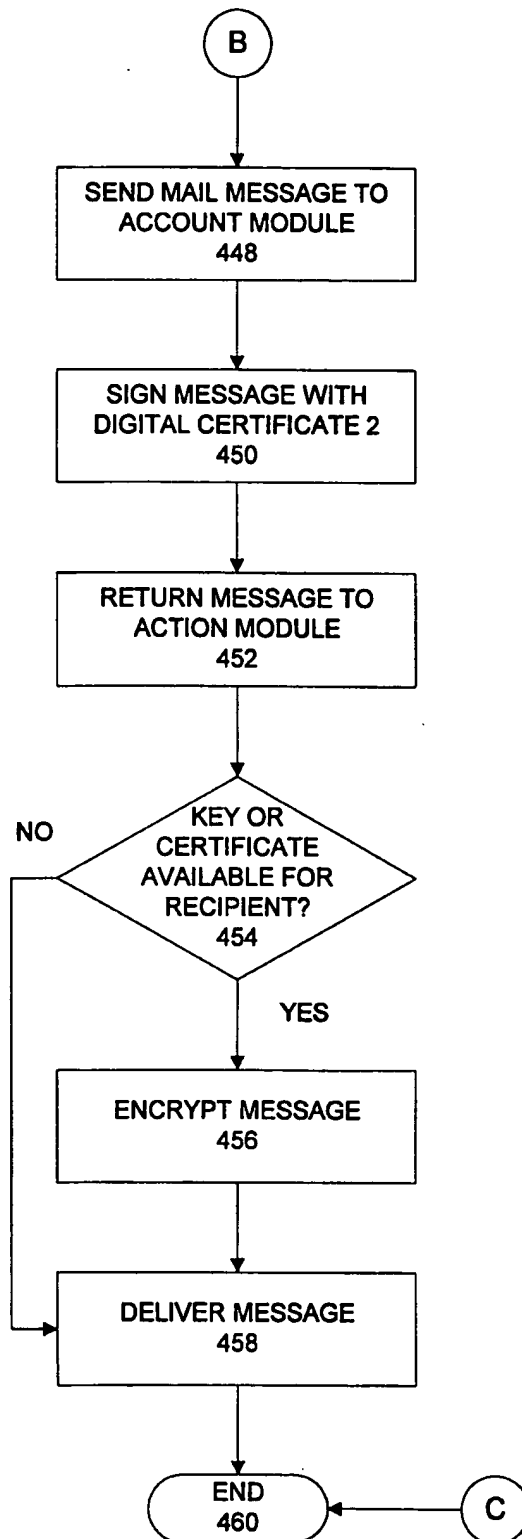 B
SEND MAIL MESSAGE TO
ACCOUNT MODULE
448
SIGN MESSAGE WITH
DIGITAL CERTIFICATE 2
450
RETURN MESSAGE TO
ACTION MODULE
452
KEY OR
CERTIFICATE
AVAILABLE FOR
RECIPIENT?
454
NO
YES
ENCRYPT MESSAGE
456
DELIVER MESSAGE
458
END
460
C